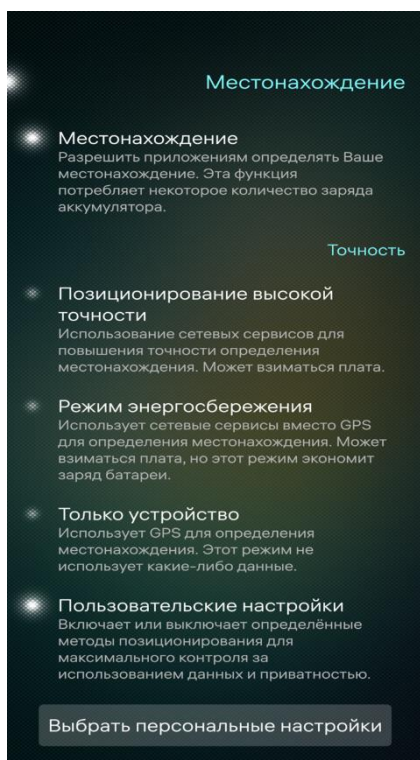 Местонахождение
Местонахождение
Разрешить приложениям определять Ваше
местонахождение. Эта функция
потребляет некоторое количество заряда
аккумулятора.
Точность
Позиционирование высокой
точности
Использование сетевых сервисов для
повышения точности определения
местонахождения. Может взиматься плата.
Режим энергосбережения
Использует сетевые сервисы вместо GPS
для определения местонахождения. Может
взиматься плата, но этот режим экономит
заряд батареи.
Только устройство
Использует GPS для определения
местонахождения. Этот режим не
использует какие-либо данные.
Пользовательские настройки
Включает или выключает определённые
методы позиционирования для
максимального контроля за
использованием данных и приватностью.
Выбрать персональные настройки